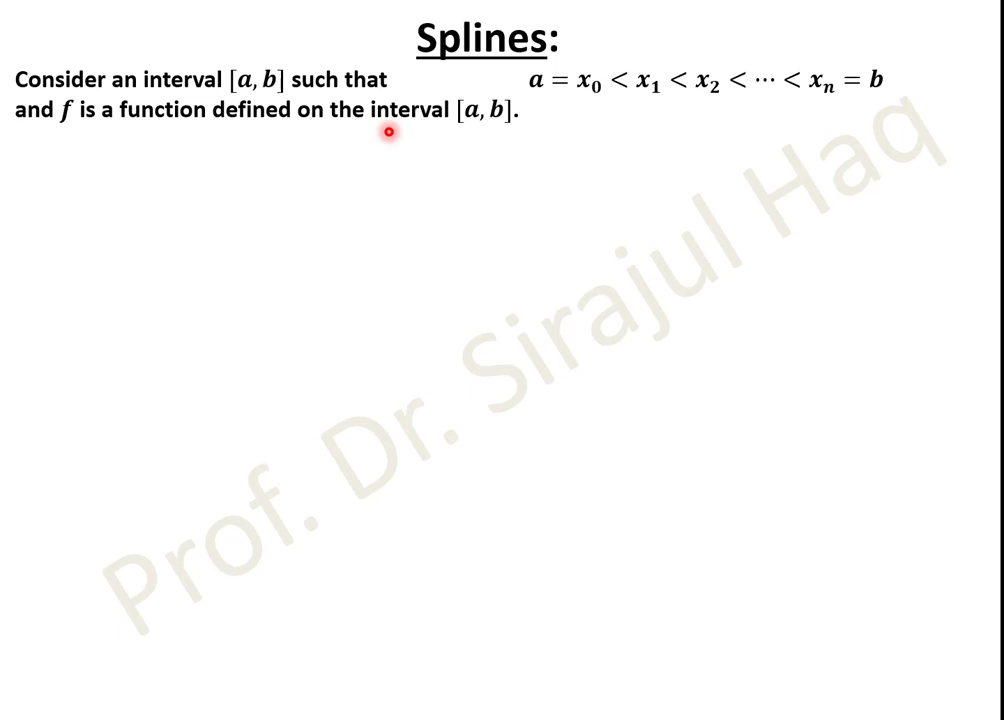 Splines:
Consider an interval [a, b] such that a = x₀ < x₁ < x₂ < ⋯ < xₙ = b
and f is a function defined on the interval [a, b].
Prof. Dr. Sirajul Haq